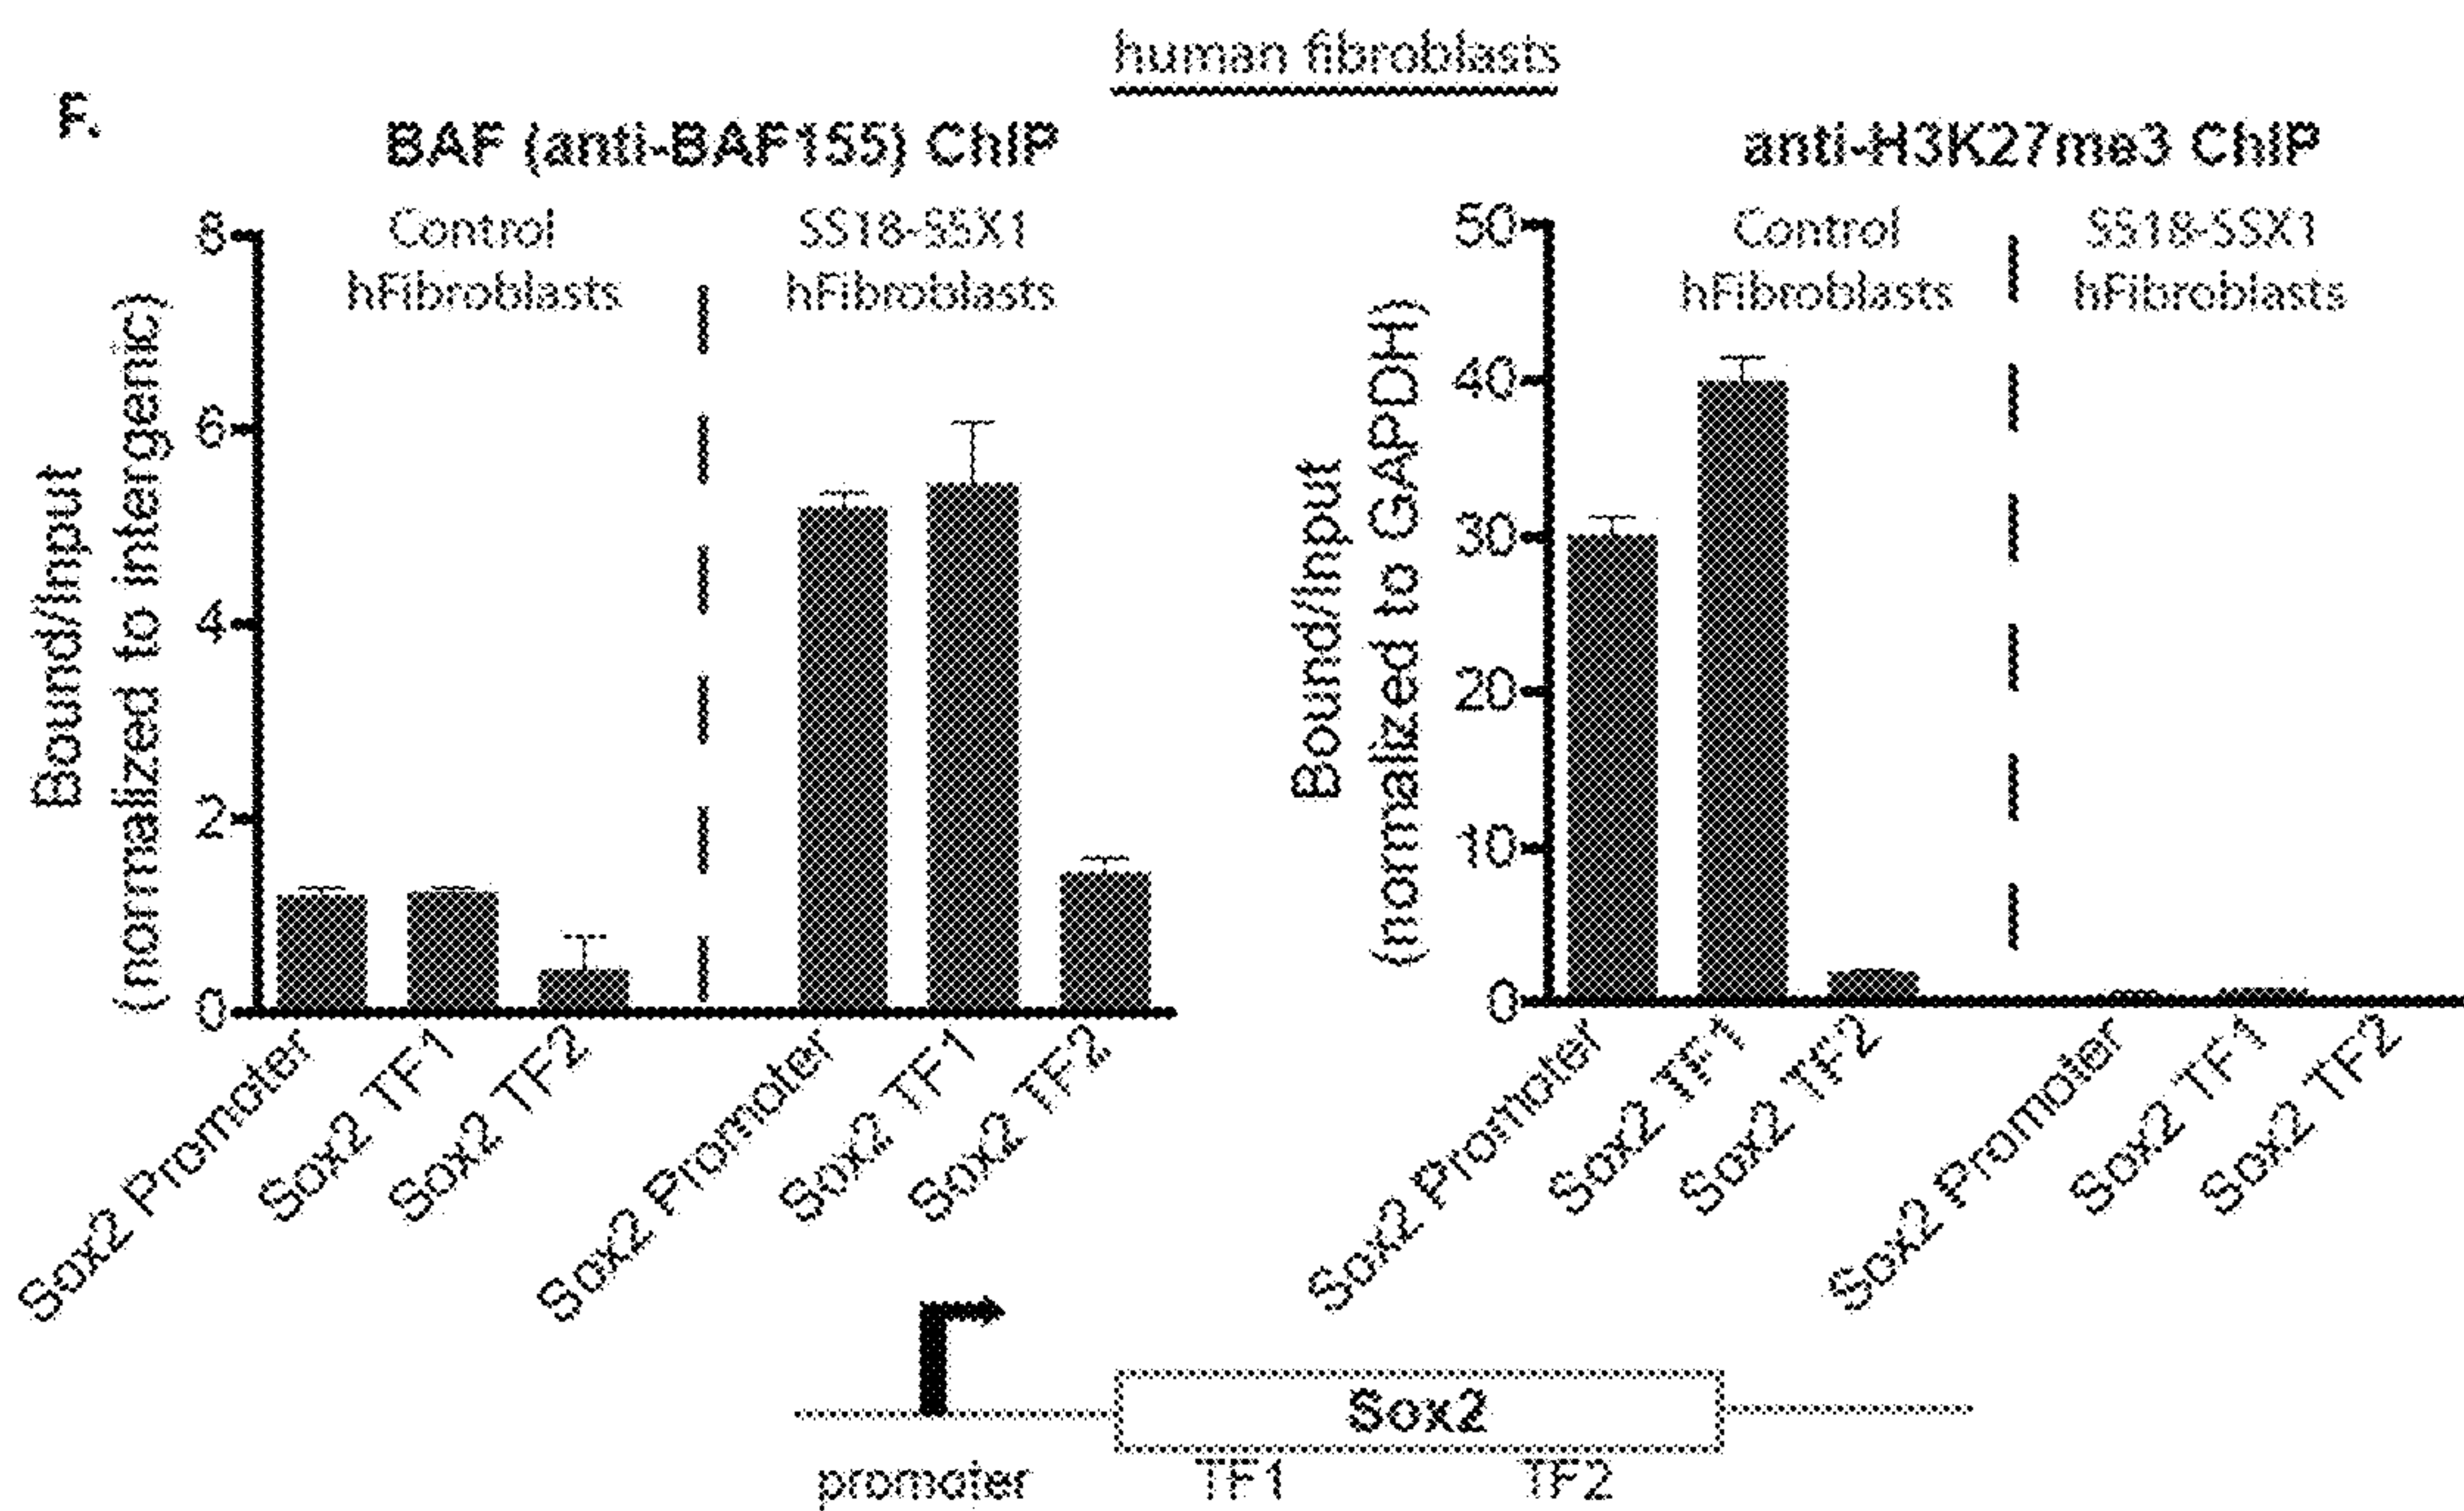 human fibroblasts
F.
BAF (anti-BAF155) ChIP
Control
hFibroblasts
SS18-SSX1
hFibroblasts
Bound/Input
(normalized to intergenic)
8
6
4
2
0
Sox2 Promoter
Sox2 TF1
Sox2 TF2
Sox2 Promoter
Sox2 TF1
Sox2 TF2
anti-H3K27me3 ChIP
Control
hFibroblasts
SS18-SSX1
hFibroblasts
Bound/Input
(normalized to GAPDH)
50
40
30
20
10
0
Sox2 Promoter
Sox2 TF1
Sox2 TF2
Sox2 Promoter
Sox2 TF1
Sox2 TF2
Sox2
promoter
TF1
TF2